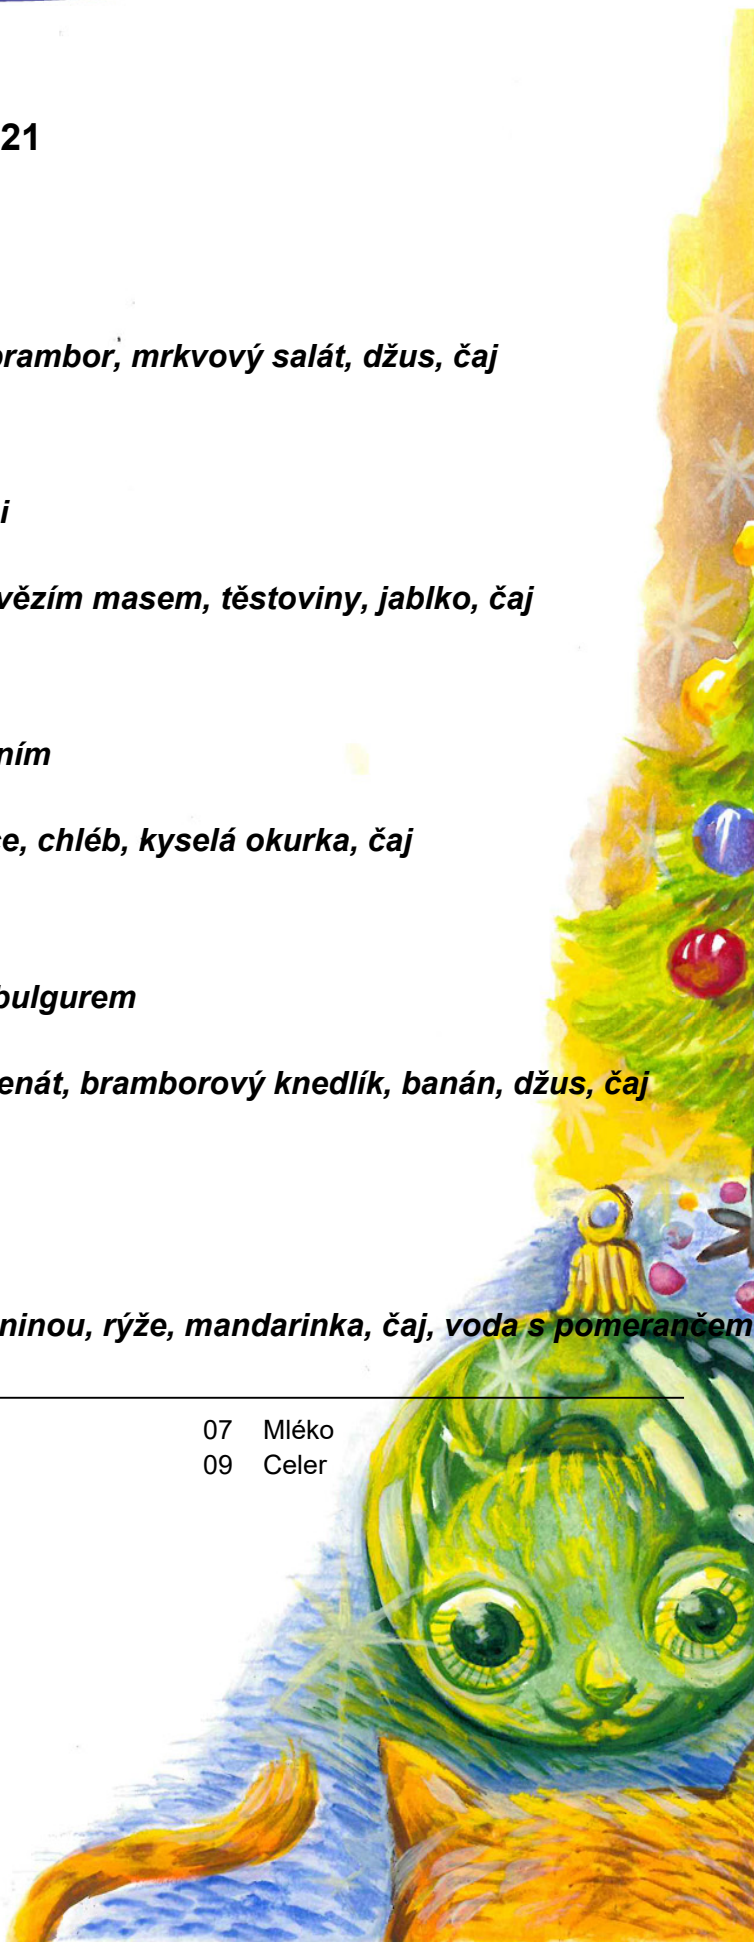 21
brambor, mrkvový salát, džus, čaj
i
vězím masem, těstoviny, jablko, čaj
ním
e, chléb, kyselá okurka, čaj
bulgurem
enát, bramborový knedlík, banán, džus, čaj
ninou, rýže, mandarinka, čaj, voda s pomerančem
07 Mléko
09 Celer